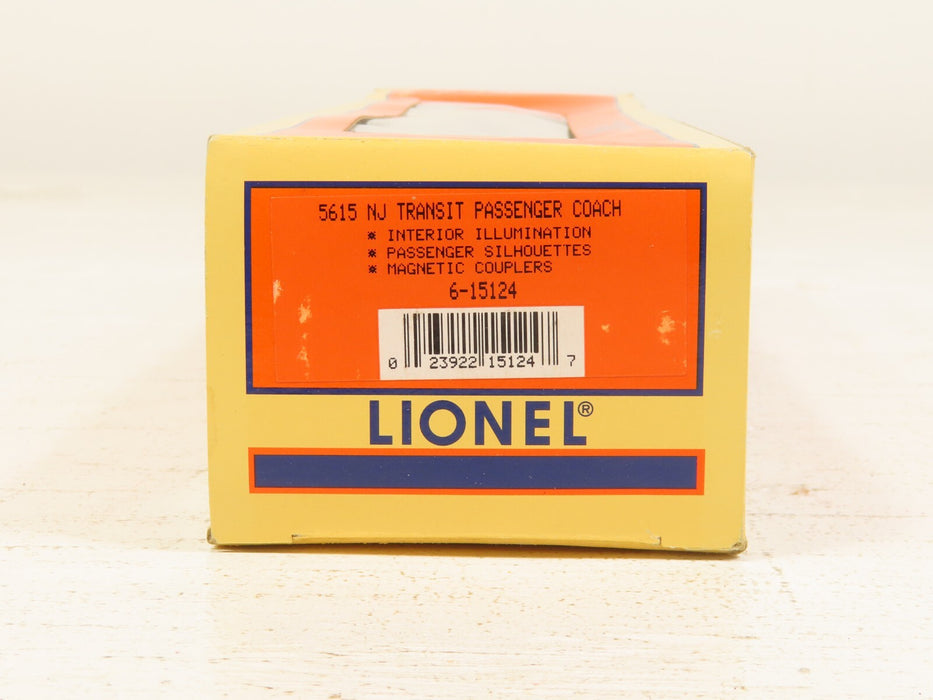 5615 NJ TRANSIT PASSENGER COACH
* INTERIOR ILLUMINATION
* PASSENGER SILHOUETTES
* MAGNETIC COUPLERS
6-15124
0 23922 15124 7
LIONEL®